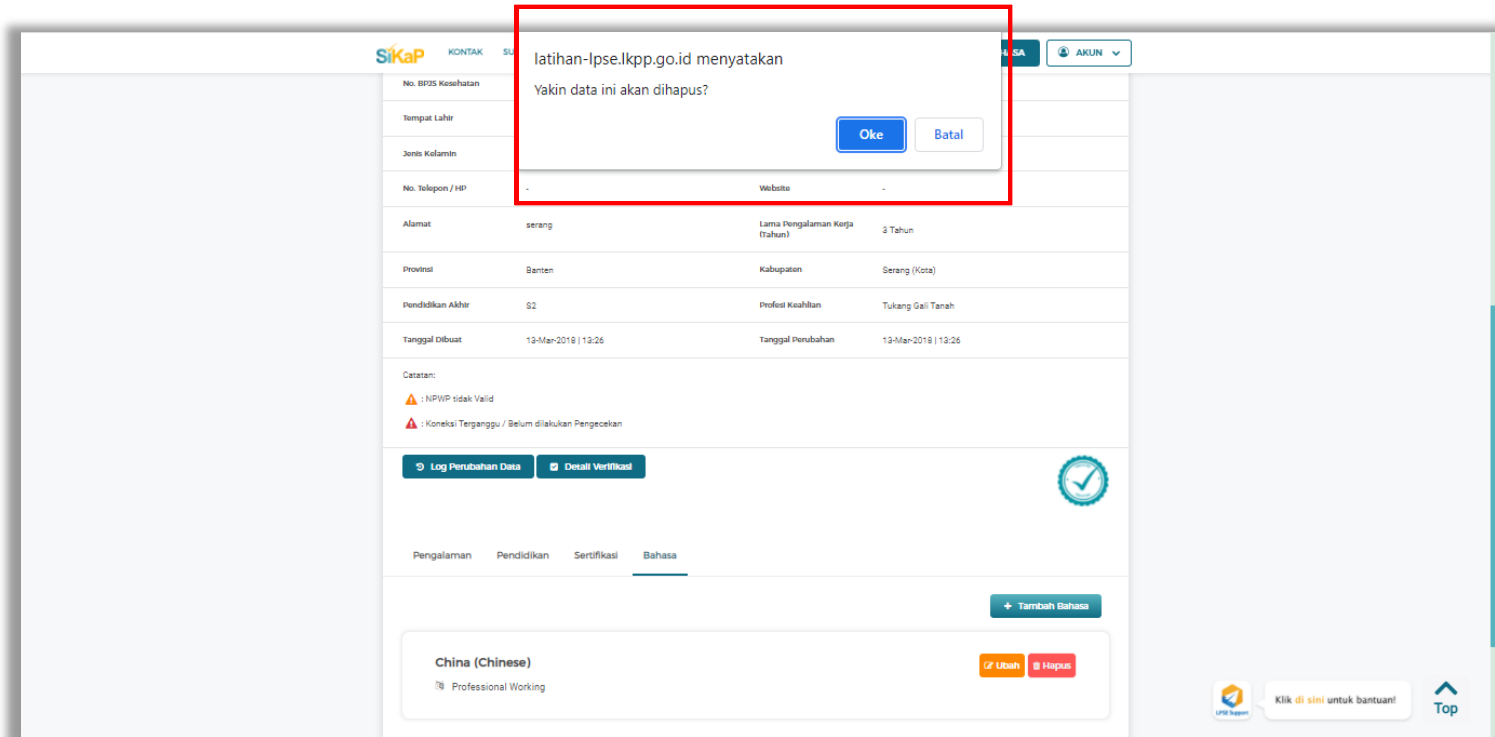 SiKaP KONTAK SU HASA AKUN
latihan-lpse.lkpp.go.id menyatakan
Yakin data ini akan dihapus?
Oke Batal
No. BPJS Kesehatan
Tempat Lahir
Jenis Kelamin
No. Telepon / HP - Website -
Alamat serang Lama Pengalaman Kerja
(Tahun) 3 Tahun
Provinsi Banten Kabupaten Serang (Kota)
Pendidikan Akhir S2 Profesi Keahlian Tukang Gali Tanah
Tanggal Dibuat 13-Mar-2018 | 13:26 Tanggal Perubahan 13-Mar-2018 | 13:26
Catatan:
: NPWP tidak Valid
: Koneksi Terganggu / Belum dilakukan Pengecekan
Log Perubahan Data Detail Verifikasi
Pengalaman Pendidikan Sertifikasi Bahasa
+ Tambah Bahasa
China (Chinese)
Ubah Hapus
Professional Working
LPSE Support
Klik di sini untuk bantuan!
Top